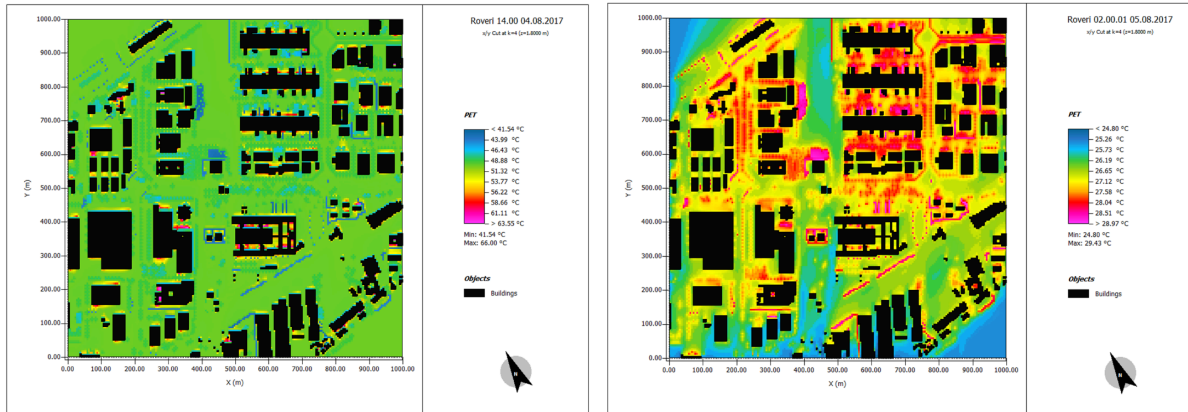 Roveri 14.00 04.08.2017
x/y Cut at k=4 (z=1.8000 m)
1000.00
900.00
800.00
700.00
600.00
500.00
400.00
300.00
200.00
100.00
0.00
Y (m)
0.00 100.00 200.00 300.00 400.00 500.00 600.00 700.00 800.00 900.00 1000.00
X (m)
PET
< 41.54 °C
43.99 °C
46.43 °C
48.88 °C
51.32 °C
53.77 °C
56.22 °C
58.66 °C
61.11 °C
> 63.55 °C
Min: 41.54 °C
Max: 66.00 °C
Objects
Buildings
N
Roveri 02.00.01 05.08.2017
x/y Cut at k=4 (z=1.8000 m)
1000.00
900.00
800.00
700.00
600.00
500.00
400.00
300.00
200.00
100.00
0.00
Y (m)
0.00 100.00 200.00 300.00 400.00 500.00 600.00 700.00 800.00 900.00 1000.00
X (m)
PET
< 24.80 °C
25.26 °C
25.73 °C
26.19 °C
26.65 °C
27.12 °C
27.58 °C
28.04 °C
28.51 °C
> 28.97 °C
Min: 24.80 °C
Max: 29.43 °C
Objects
Buildings
N